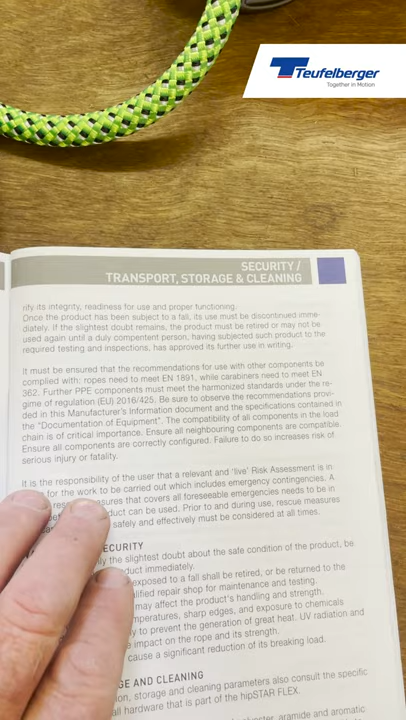 Teufelberger
Together in Motion
SECURITY /
TRANSPORT, STORAGE & CLEANING
rify its integrity, readiness for use and proper functioning.
Once the product has been subject to a fall, its use must be discontinued imme-
diately. If the slightest doubt remains, the product must be retired or may not be
used again until a duly compentent person, having subjected such product to the
required testing and inspections, has approved its further use in writing.
It must be ensured that the recommendations for use with other components be
complied with: ropes need to meet EN 1891, while carabiners need to meet EN
362. Further PPE components must meet the harmonized standards under the re-
gime of regulation (EU) 2016/425. Be sure to observe the recommendations provi-
ded in this Manufacturer's Information document and the specifications contained in
the "Documentation of Equipment". The compatibility of all components in the load
chain is of critical importance. Ensure all neighbouring components are compatible.
Ensure all components are correctly configured. Failure to do so increases risk of
serious injury or fatality.
It is the responsibility of the user that a relevant and 'live' Risk Assessment is in
for the work to be carried out which includes emergency contingencies. A
res sures that covers all foreseeable emergencies needs to be in
duct can be used. Prior to and during use, rescue measures
safely and effectively must be considered at all times.
ECURITY
ly the slightest doubt about the safe condition of the product, be
duct immediately.
exposed to a fall shall be retired, or be returned to the
alified repair shop for maintenance and testing.
may affect the product's handling and strength.
mperatures, sharp edges, and exposure to chemicals
ly to prevent the generation of great heat. UV radiation and
e impact on the rope and its strength.
cause a significant reduction of its breaking load.
GE AND CLEANING
on, storage and cleaning parameters also consult the specific
all hardware that is part of the hipSTAR FLEX.
aramide and aromatic